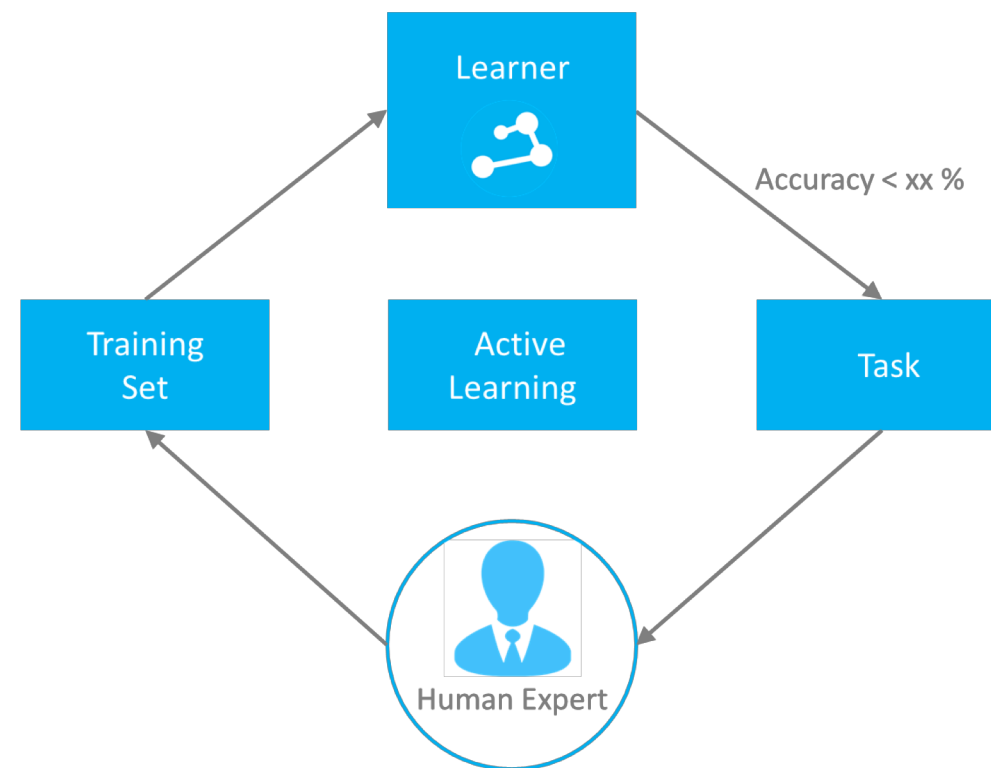 Learner
Accuracy < xx %
Training
Set
Active
Learning
Task
Human Expert